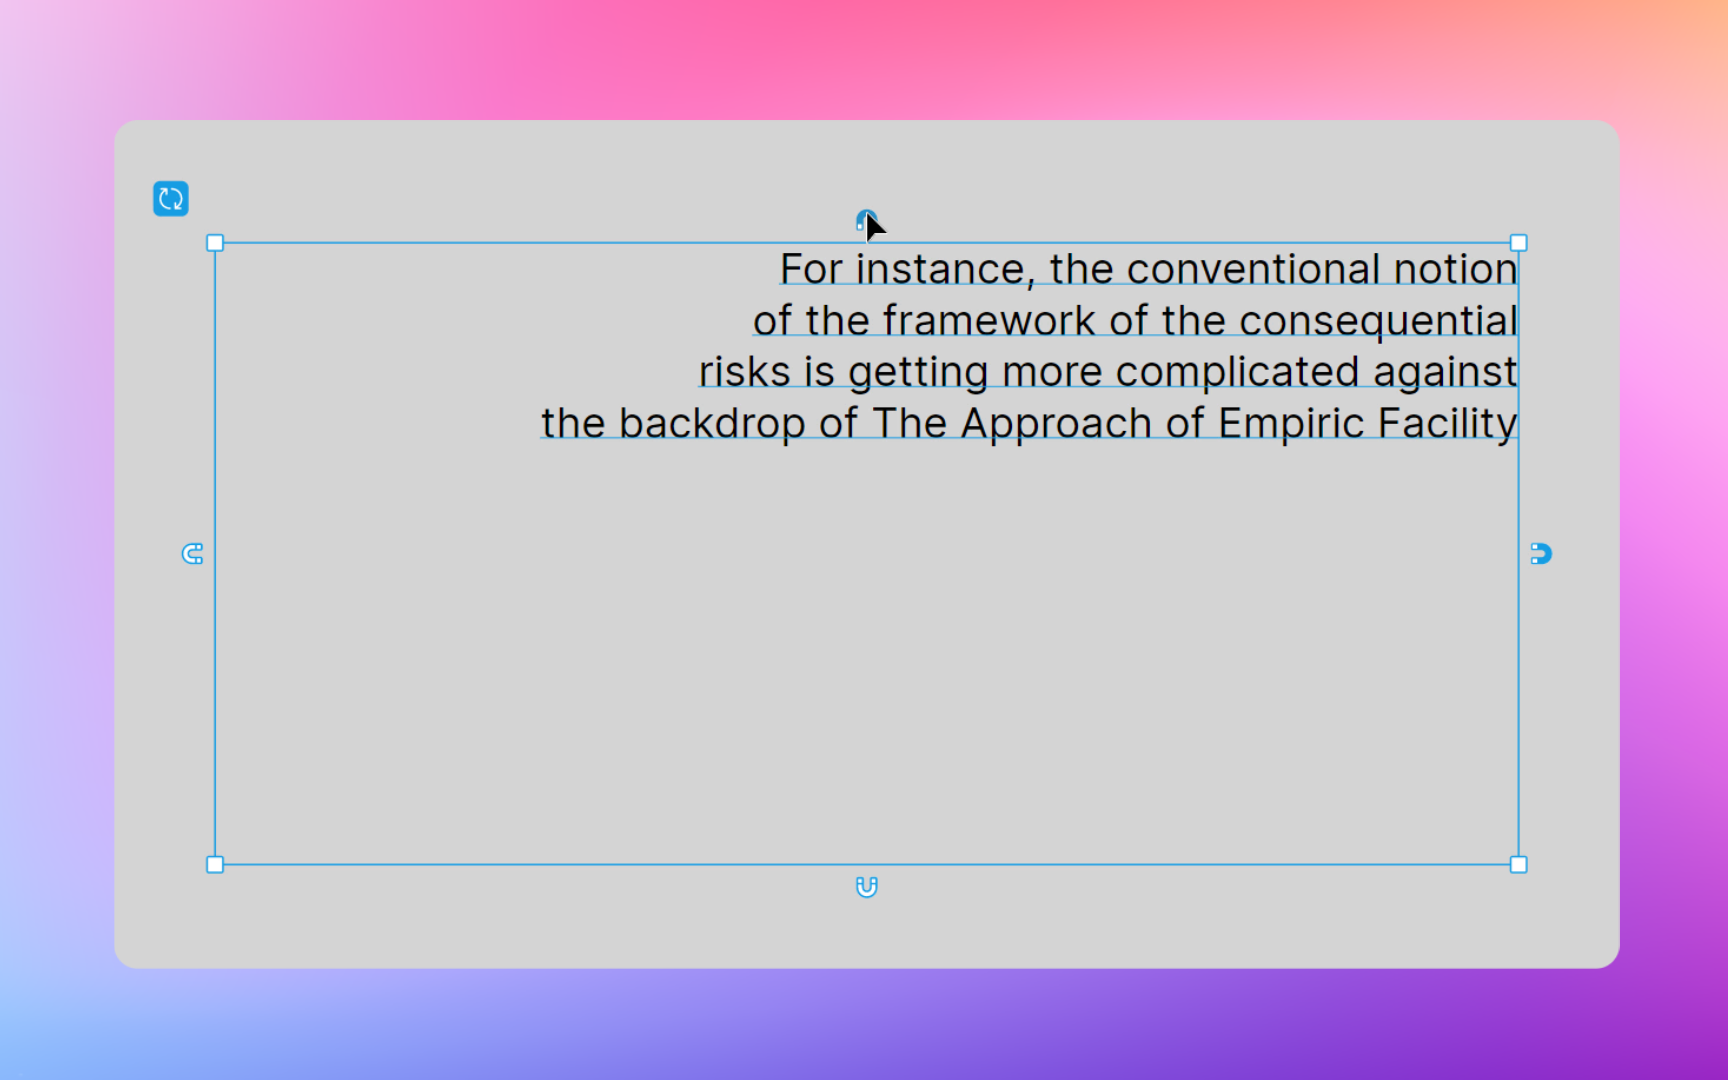 For instance, the conventional notion
of the framework of the consequential
risks is getting more complicated against
the backdrop of The Approach of Empiric Facility